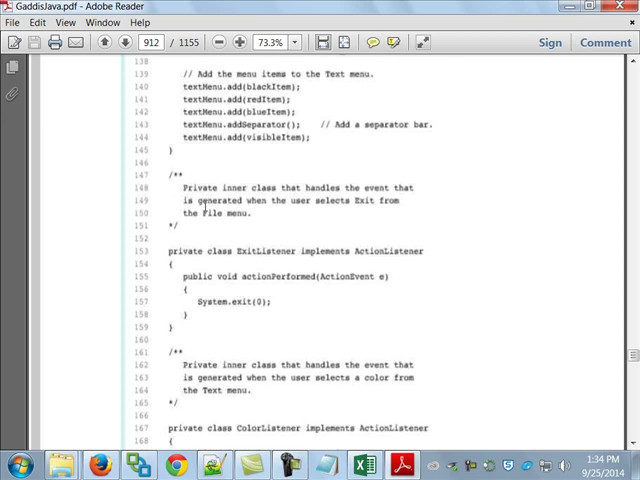 GaddisJava.pdf - Adobe Reader
File Edit View Window Help
912 / 1155 73.3% Sign Comment
138
139 // Add the menu items to the Text menu.
140 textMenu.add(blackItem);
141 textMenu.add(redItem);
142 textMenu.add(blueItem);
143 textMenu.addSeparator(); // Add a separator bar.
144 textMenu.add(visibleItem);
145 }
146
147 /**
148 Private inner class that handles the event that
149 is generated when the user selects Exit from
150 the File menu.
151 */
152
153 private class ExitListener implements ActionListener
154 {
155 public void actionPerformed(ActionEvent e)
156 {
157 System.exit(0);
158 }
159 }
160
161 /**
162 Private inner class that handles the event that
163 is generated when the user selects a color from
164 the Text menu.
165 */
166
167 private class ColorListener implements ActionListener
168 {
1:34 PM
9/25/2014